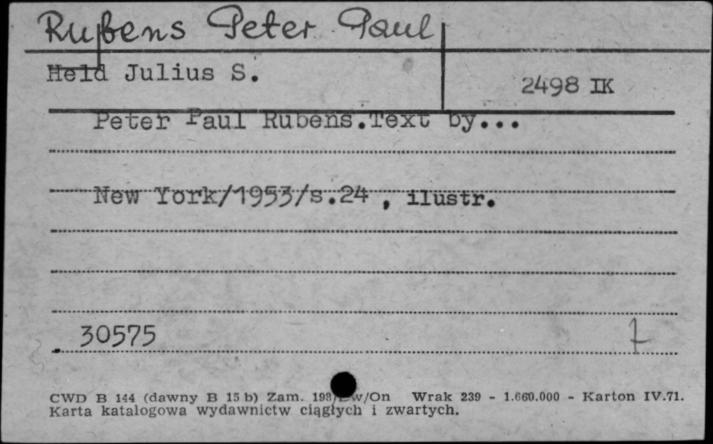 Rubens Peter Paul
Held Julius S.
2498 IK
Peter Paul Rubens.Text by...
New York/1953/s.24, ilustr.
30575
CWD B 144 (dawny B 15 b) Zam. w/On Wrak 239 - 1.660.000 - Karton IV.71.
Karta katalogowa wydawnictw ciągłych i zwartych.